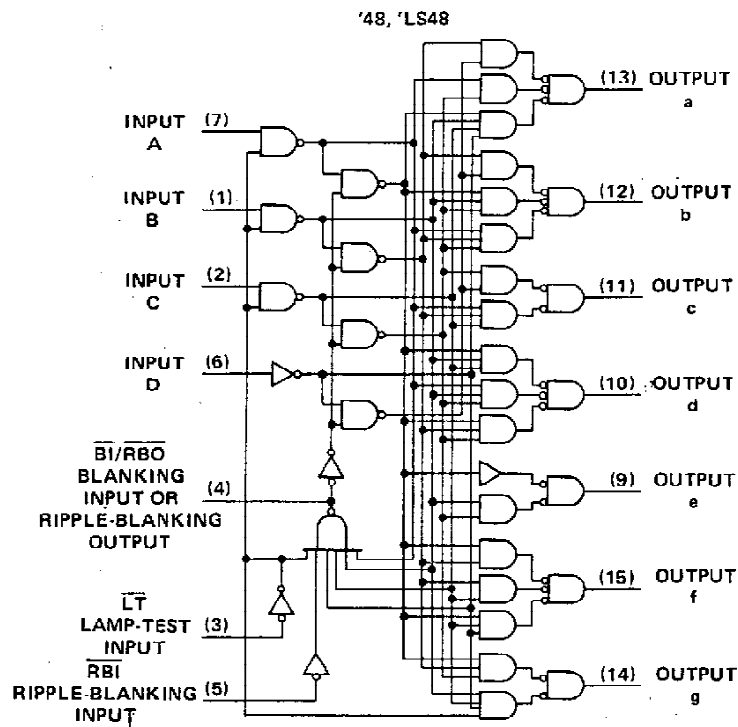 '48, 'LS48
(13) OUTPUT
a
INPUT (7)
A
INPUT (1)
B
(12) OUTPUT
b
INPUT (2)
C
(11) OUTPUT
c
INPUT (6)
D
(10) OUTPUT
d
BI/RBO
BLANKING
INPUT OR (4)
RIPPLE-BLANKING
OUTPUT
(9) OUTPUT
e
LT
LAMP-TEST (3)
INPUT
(15) OUTPUT
f
RBI
RIPPLE-BLANKING (5)
INPUT
(14) OUTPUT
g